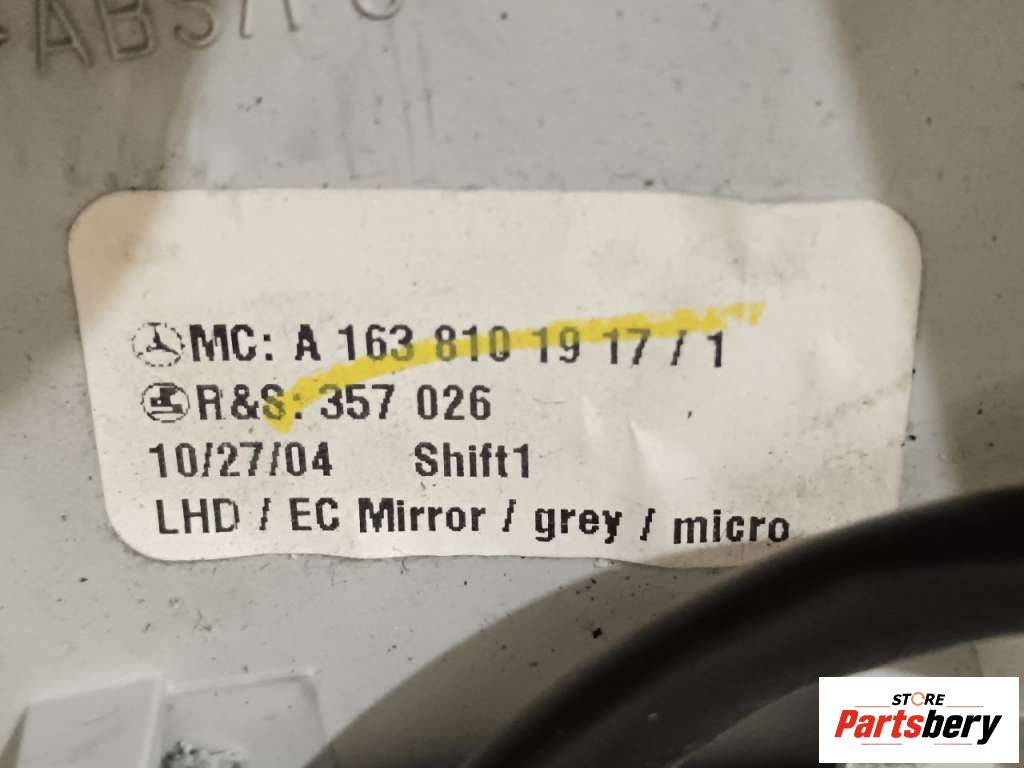 MC: A 163 810 19 17 / 1
R&S: 357 026
10/27/04 Shift1
LHD / EC Mirror / grey / micro
STORE
Partsbery